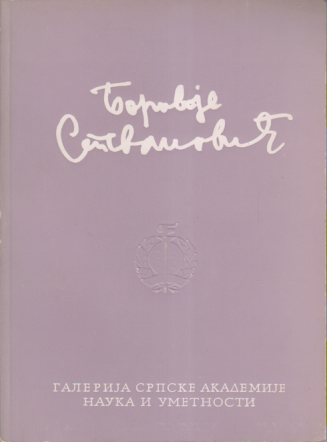 Боривоје
Стевановић
ГАЛЕРИЈА СРПСКЕ АКАДЕМИЈЕ
НАУКА И УМЕТНОСТИ